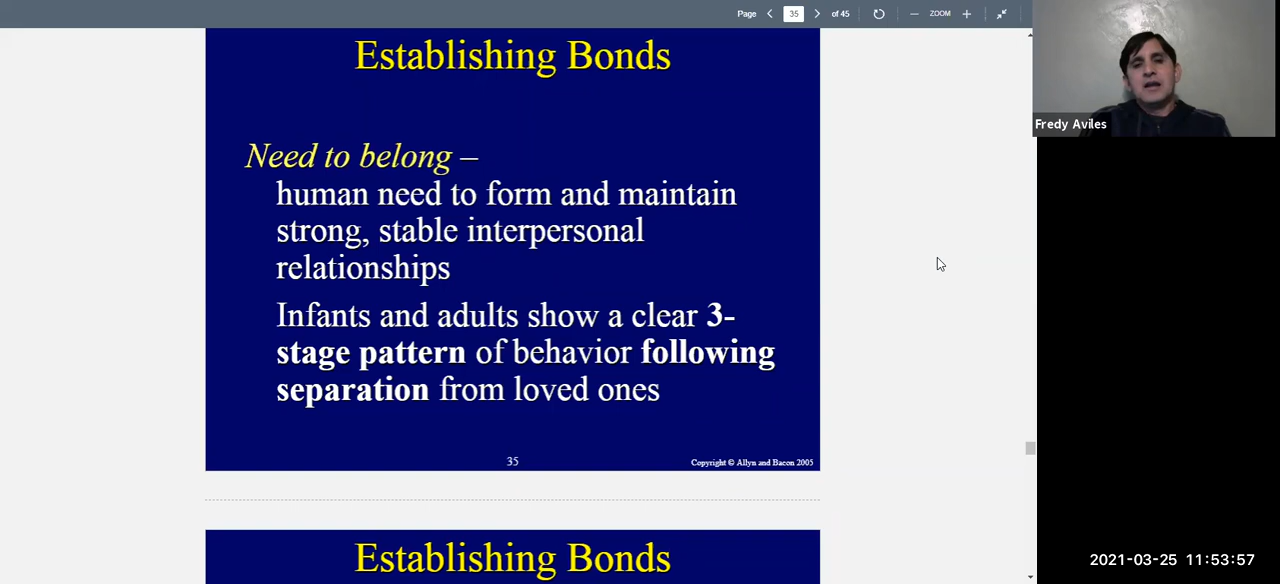 Page 35 of 45 ZOOM
Establishing Bonds
Need to belong –
human need to form and maintain
strong, stable interpersonal
relationships
Infants and adults show a clear 3-
stage pattern of behavior following
separation from loved ones
35
Copyright © Allyn and Bacon 2005
Establishing Bonds
Fredy Aviles
2021-03-25 11:53:57